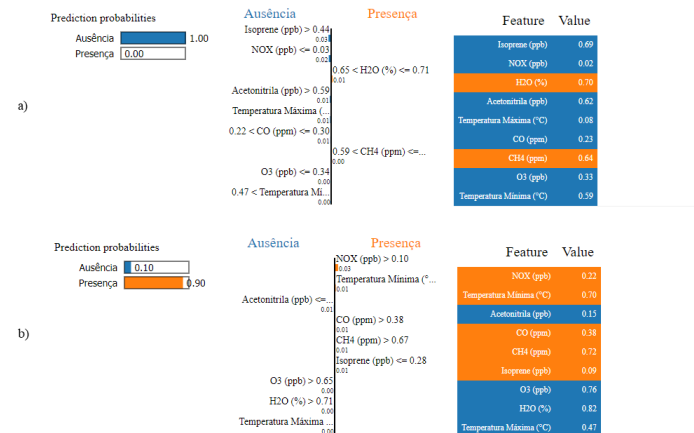 Prediction probabilities
Ausência 1.00
Presença 0.00
a)
Ausência Presença
Isoprene (ppb) > 0.44
0.03
NOX (ppb) <= 0.03
0.02
0.65 < H2O (%) <= 0.71
0.01
Acetonitrila (ppb) > 0.59
0.01
Temperatura Máxima (...
0.01
0.22 < CO (ppm) <= 0.30
0.01
0.59 < CH4 (ppm) <=...
0.00
O3 (ppb) <= 0.34
0.00
0.47 < Temperatura Mí...
0.00
Feature Value
Isoprene (ppb) 0.69
NOX (ppb) 0.02
H2O (%) 0.70
Acetonitrila (ppb) 0.62
Temperatura Máxima (°C) 0.08
CO (ppm) 0.23
CH4 (ppm) 0.64
O3 (ppb) 0.33
Temperatura Mínima (°C) 0.59
Prediction probabilities
Ausência 0.10
Presença 0.90
b)
Ausência Presença
NOX (ppb) > 0.10
0.03
Temperatura Mínima (°...
0.01
Acetonitrila (ppb) <=...
0.01
CO (ppm) > 0.38
0.01
CH4 (ppm) > 0.67
0.01
Isoprene (ppb) <= 0.28
0.01
O3 (ppb) > 0.65
0.00
H2O (%) > 0.71
0.00
Temperatura Máxima ...
0.00
Feature Value
NOX (ppb) 0.22
Temperatura Mínima (°C) 0.70
Acetonitrila (ppb) 0.15
CO (ppm) 0.38
CH4 (ppm) 0.72
Isoprene (ppb) 0.09
O3 (ppb) 0.76
H2O (%) 0.82
Temperatura Máxima (°C) 0.47